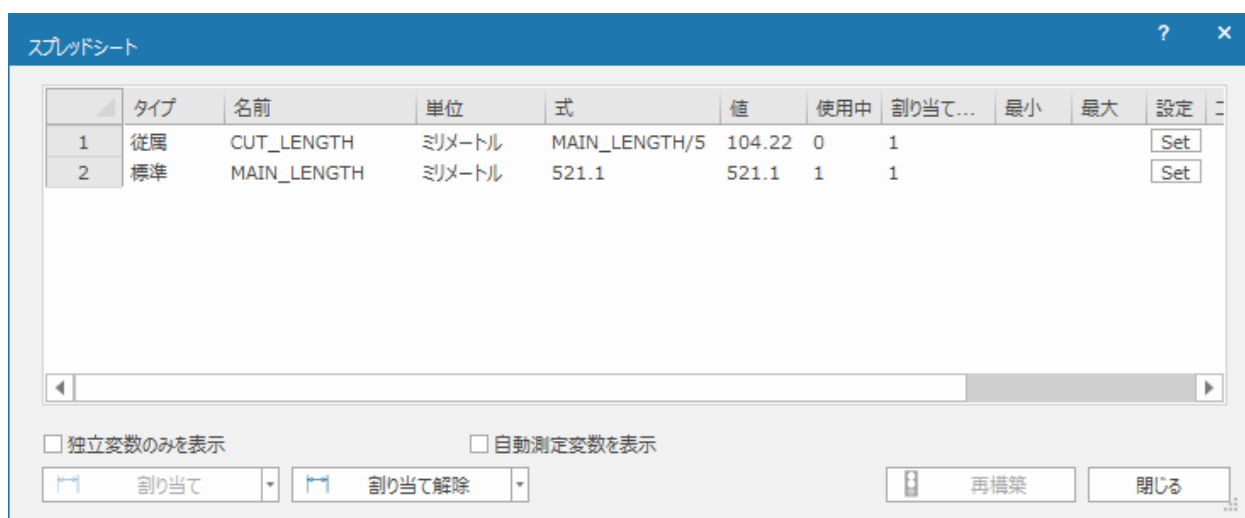 スプレッドシート ? ×
タイプ 名前 単位 式 値 使用中 割り当て... 最小 最大 設定
1 従属 CUT_LENGTH ミリメートル MAIN_LENGTH/5 104.22 0 1 Set
2 標準 MAIN_LENGTH ミリメートル 521.1 521.1 1 1 Set
独立変数のみを表示 自動測定変数を表示
割り当て 割り当て解除 再構築 閉じる